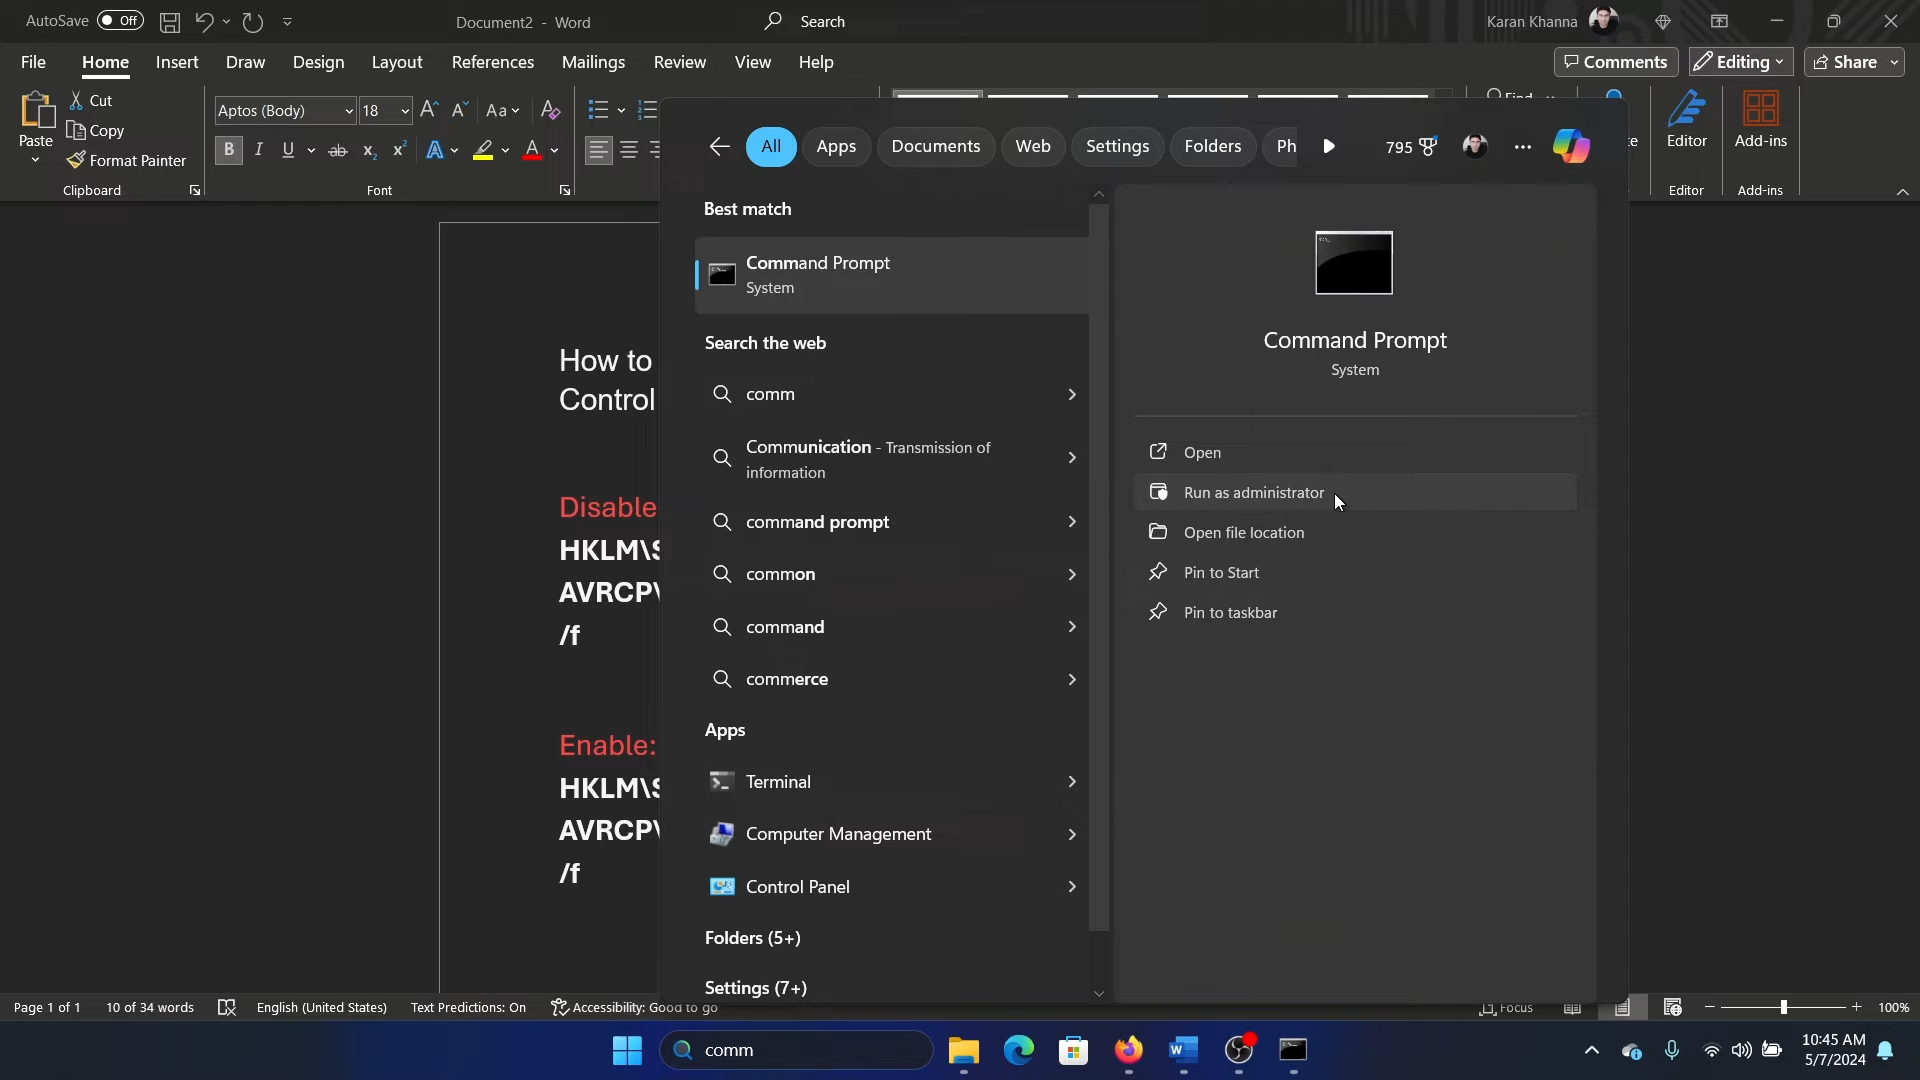 AutoSave Off
Document2 - Word
Search
Karan Khanna
File Home Insert Draw Design Layout References Mailings Review View Help
Comments Editing Share
Paste
Cut
Copy
Format Painter
Clipboard
Aptos (Body) 18
Font
Editor
Editor
Add-ins
Add-ins
All Apps Documents Web Settings Folders Ph
795
Best match
Command Prompt
System
Search the web
comm
Communication - Transmission of
information
command prompt
common
command
commerce
Apps
Terminal
Computer Management
Control Panel
Folders (5+)
Settings (7+)
Command Prompt
System
Open
Run as administrator
Open file location
Pin to Start
Pin to taskbar
How to
Control
Disable
HKLM\S
AVRCP\
/f
Enable:
HKLM\S
AVRCP\
/f
Page 1 of 1 10 of 34 words English (United States) Text Predictions: On Accessibility: Good to go
Focus
100%
comm
10:45 AM
5/7/2024